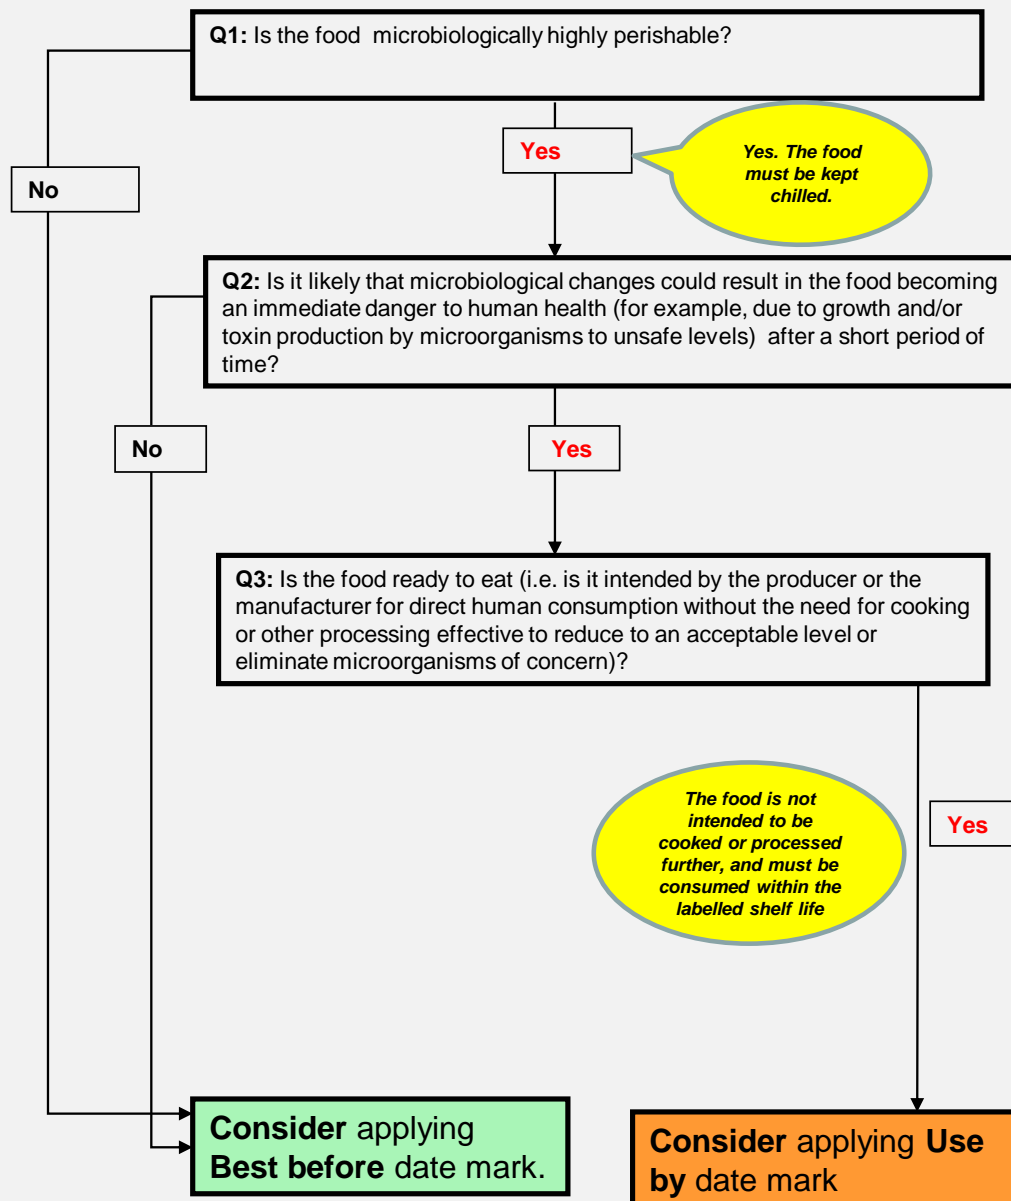 Q1: Is the food microbiologically highly perishable?
Yes
Yes. The food
must be kept
chilled.
No
Q2: Is it likely that microbiological changes could result in the food becoming
an immediate danger to human health (for example, due to growth and/or
toxin production by microorganisms to unsafe levels) after a short period of
time?
No
Yes
Q3: Is the food ready to eat (i.e. is it intended by the producer or the
manufacturer for direct human consumption without the need for cooking
or other processing effective to reduce to an acceptable level or
eliminate microorganisms of concern)?
The food is not
intended to be
cooked or processed
further, and must be
consumed within the
labelled shelf life
Yes
Consider applying
Best before date mark.
Consider applying Use
by date mark